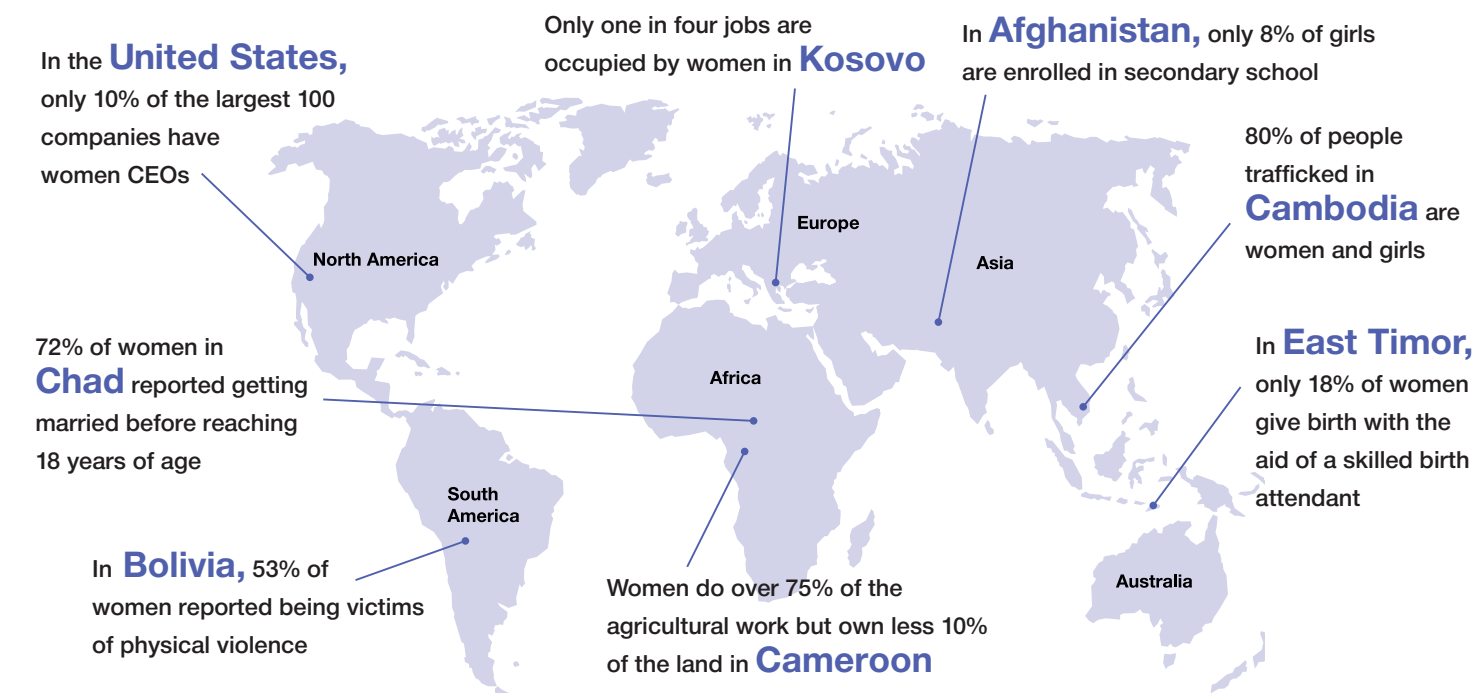 In the United States,
only 10% of the largest 100
companies have
women CEOs
Only one in four jobs are
occupied by women in Kosovo
In Afghanistan, only 8% of girls
are enrolled in secondary school
80% of people
trafficked in
Cambodia are
women and girls
North America
Europe
Asia
72% of women in
Chad reported getting
married before reaching
18 years of age
Africa
In East Timor,
only 18% of women
give birth with the
aid of a skilled birth
attendant
South
America
In Bolivia, 53% of
women reported being victims
of physical violence
Women do over 75% of the
agricultural work but own less 10%
of the land in Cameroon
Australia